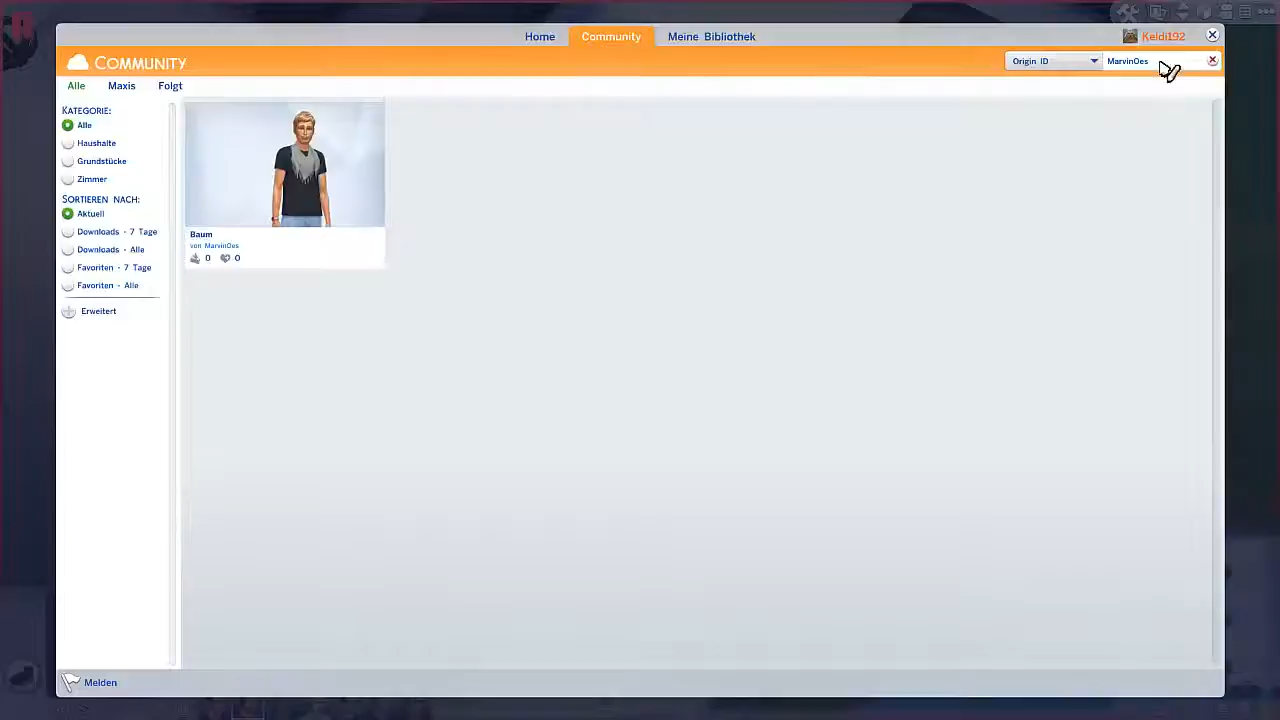 Home Community Meine Bibliothek Keldi192
COMMUNITY Origin ID MarvinOes
Alle Maxis Folgt
KATEGORIE:
Alle
Haushalte
Grundstücke
Zimmer
SORTIEREN NACH:
Aktuell
Downloads - 7 Tage
Downloads - Alle
Favoriten - 7 Tage
Favoriten - Alle
Erweitert
Baum
von MarvinOes
0 0
Melden